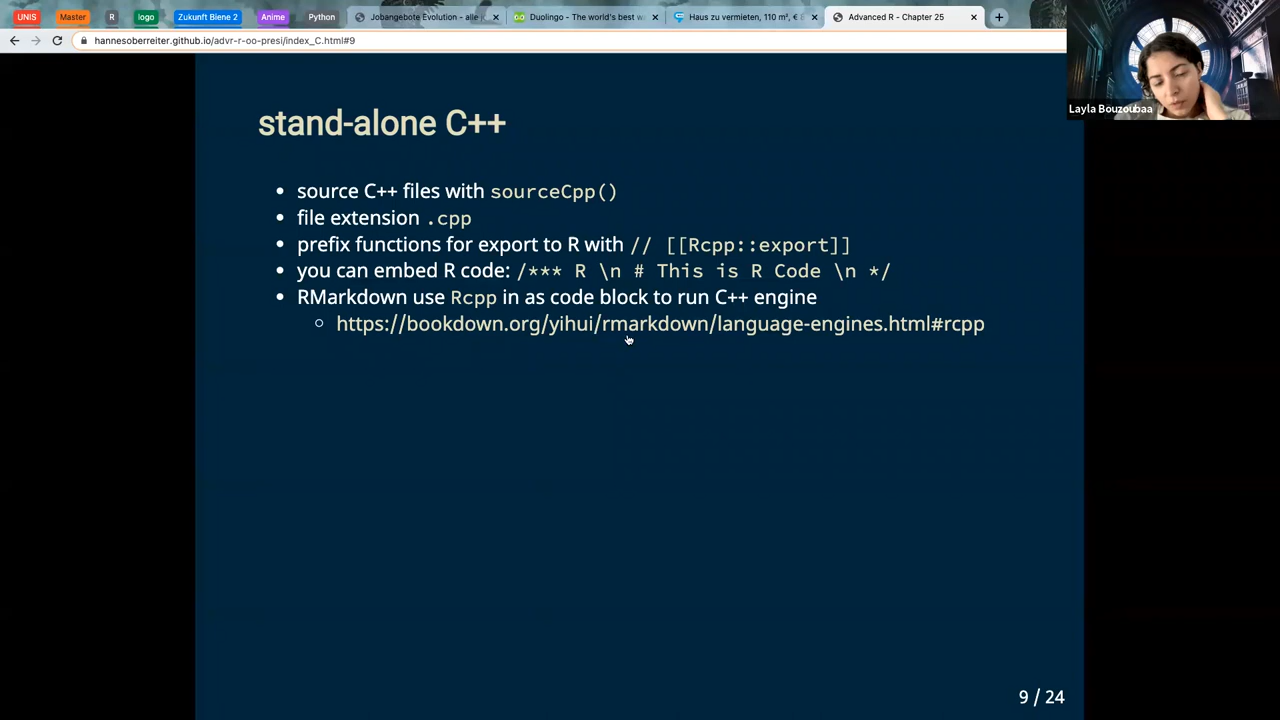 UNIS Master R logo Zukunft Biene 2 Anime Python Jobangebote Evolution - alle Duolingo - The world's best wa Haus zu vermieten, 110 m², € 8 Advanced R - Chapter 25
hannesoberreiter.github.io/advr-r-oo-presi/index_C.html#9
Layla Bouzoubaa
stand-alone C++
• source C++ files with sourceCpp()
• file extension .cpp
• prefix functions for export to R with // [[Rcpp::export]]
• you can embed R code: /*** R \n # This is R Code \n */
• RMarkdown use Rcpp in as code block to run C++ engine
○ https://bookdown.org/yihui/rmarkdown/language-engines.html#rcpp
9 / 24